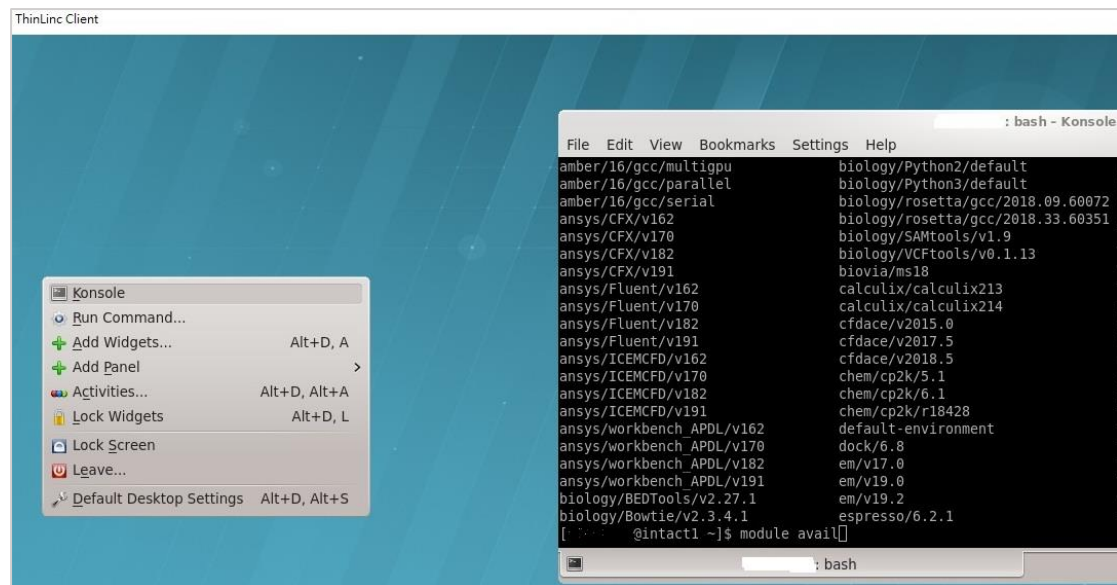 ThinLinc Client
: bash - Konsole
File Edit View Bookmarks Settings Help
amber/16/gcc/multigpu biology/Python2/default
amber/16/gcc/parallel biology/Python3/default
amber/16/gcc/serial biology/rosetta/gcc/2018.09.60072
ansys/CFX/v162 biology/rosetta/gcc/2018.33.60351
ansys/CFX/v170 biology/SAMtools/v1.9
ansys/CFX/v182 biology/VCFtools/v0.1.13
ansys/CFX/v191 biovia/ms18
ansys/Fluent/v162 calculix/calculix213
ansys/Fluent/v170 calculix/calculix214
ansys/Fluent/v182 cfdace/v2015.0
ansys/Fluent/v191 cfdace/v2017.5
ansys/ICEMCFD/v162 cfdace/v2018.5
ansys/ICEMCFD/v170 chem/cp2k/5.1
ansys/ICEMCFD/v182 chem/cp2k/6.1
ansys/ICEMCFD/v191 chem/cp2k/r18428
ansys/workbench_APDL/v162 default-environment
ansys/workbench_APDL/v170 dock/6.8
ansys/workbench_APDL/v182 em/v17.0
ansys/workbench_APDL/v191 em/v19.0
biology/BEDTools/v2.27.1 em/v19.2
biology/Bowtie/v2.3.4.1 espresso/6.2.1
[ @intact1 ~]$ module avail
: bash
Konsole
Run Command...
Add Widgets... Alt+D, A
Add Panel >
Activities... Alt+D, Alt+A
Lock Widgets Alt+D, L
Lock Screen
Leave...
Default Desktop Settings Alt+D, Alt+S